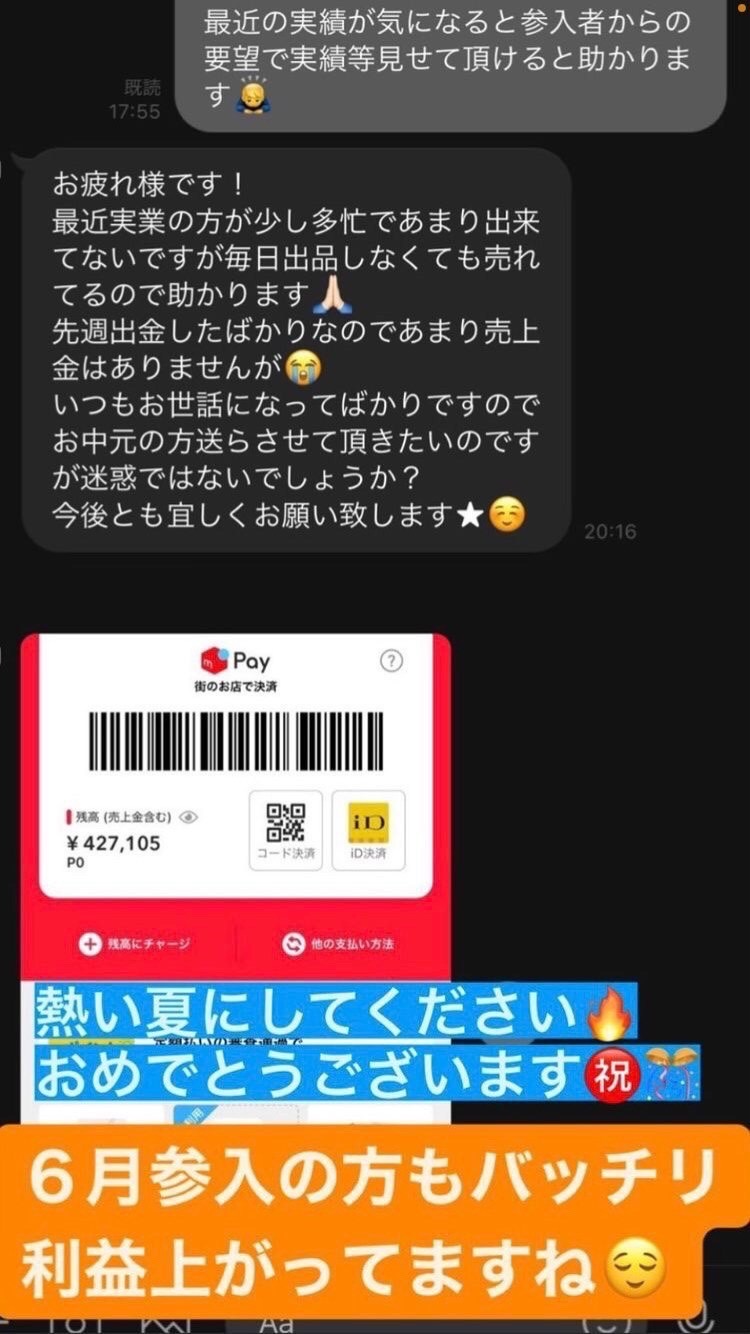 最近の実績が気になると参入者からの
要望で実績等見せて頂けると助かりま
す🙇
既読
17:55
お疲れ様です！
最近実業の方が少し多忙であまり出来
てないですが毎日出品しなくても売れ
てるので助かります🙏🏻
先週出金したばかりなのであまり売上
金はありませんが😭
いつもお世話になってばかりですので
お中元の方送らさせて頂きたいのです
が迷惑ではないでしょうか？
今後とも宜しくお願い致します★☺️
20:16
m Pay
?
街のお店で決済
残高 (売上金含む)
¥427,105
P0
コード決済
iD
iD決済
残高にチャージ
他の支払い方法
熱い夏にしてください🔥
定額払いの審査通過で
おめでとうございます㊗️🎊
６月参入の方もバッチリ
利益上がってますね😌
Aa